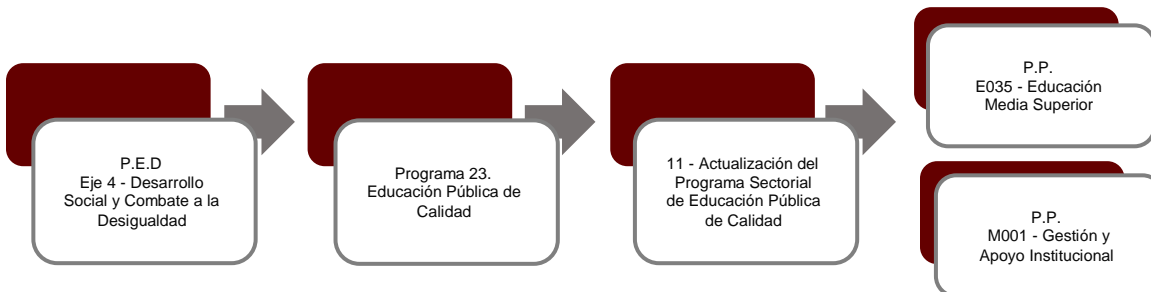 P.E.D
Eje 4 - Desarrollo
Social y Combate a la
Desigualdad
Programa 23.
Educación Pública de
Calidad
11 - Actualización del
Programa Sectorial
de Educación Pública
de Calidad
P.P.
E035 - Educación
Media Superior
P.P.
M001 - Gestión y
Apoyo Institucional